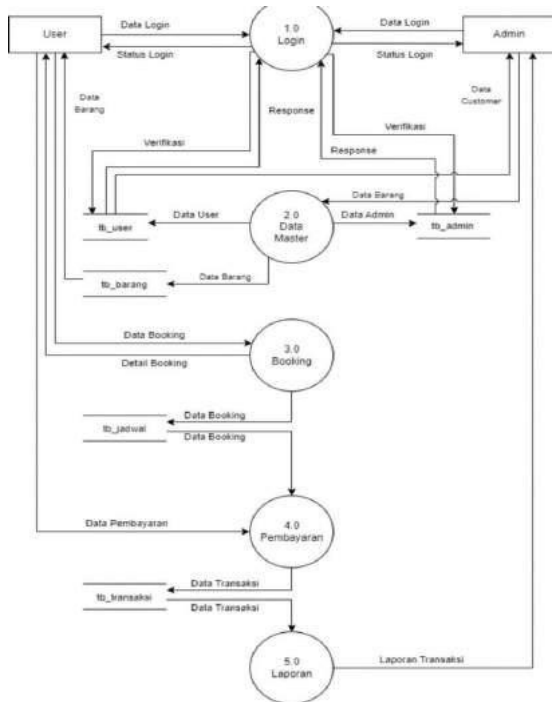 User
Data Login
Status Login
1.0
Login
Data Login
Status Login
Admin
Data
Barang
Response
Data
Customer
Verifikasi
Response
Verifikasi
Data Barang
tb_user
Data User
2.0
Data
Master
Data Admin
tb_admin
tb_barang
Data Barang
Data Booking
Detail Booking
3.0
Booking
tb_jadwal
Data Booking
Data Booking
Data Pembayaran
4.0
Pembayaran
tb_transaksi
Data Transaksi
Data Transaksi
5.0
Laporan
Laporan Transaksi